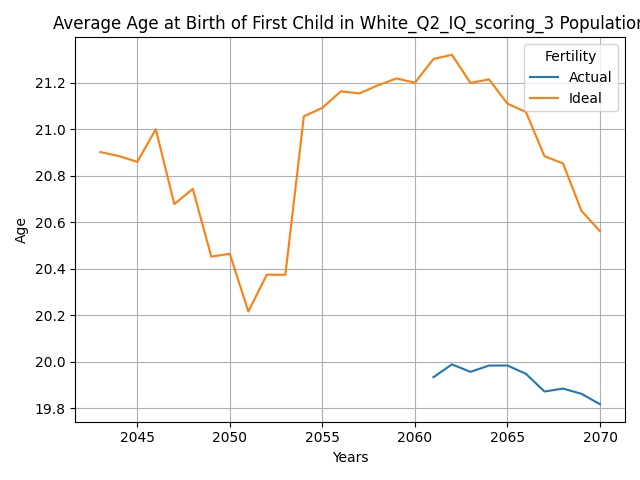 Average Age at Birth of First Child in White_Q2_IQ_scoring_3 Population
Fertility
Actual
Ideal
21.2
21.0
20.8
20.6
20.4
20.2
20.0
19.8
Age
2045
2050
2055
2060
2065
2070
Years